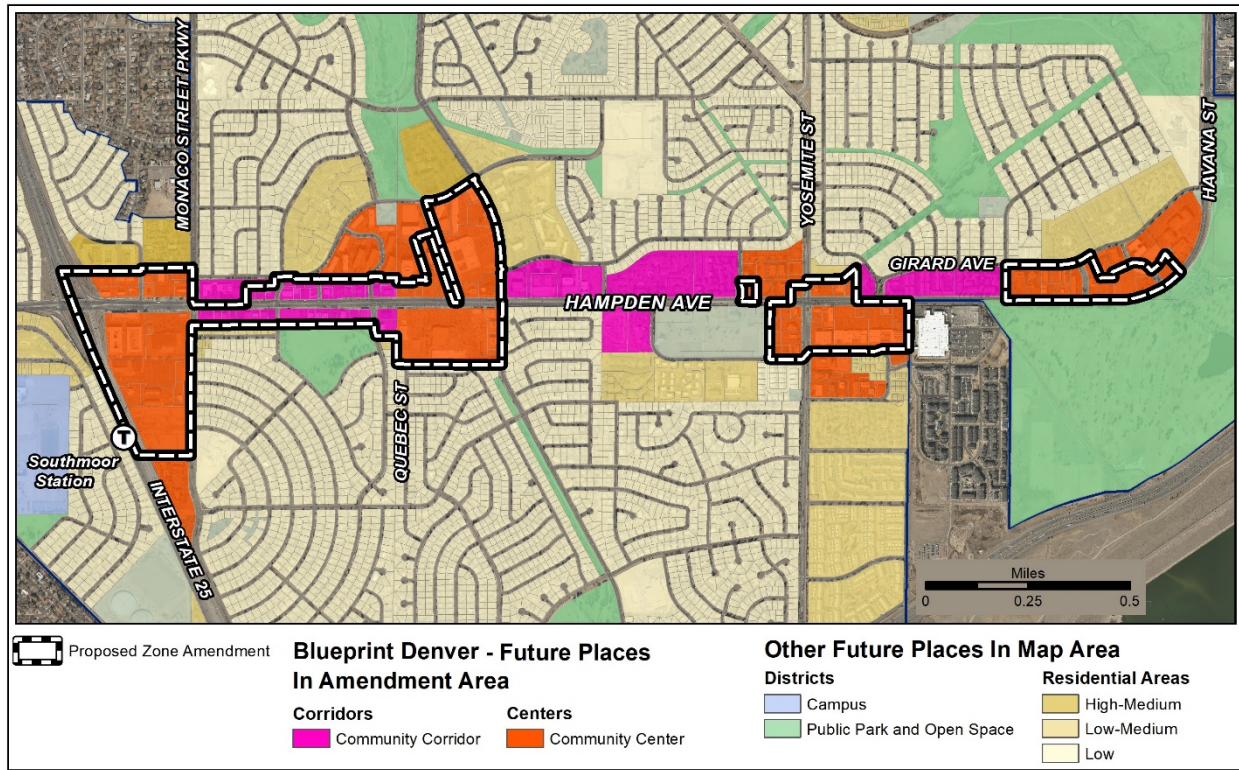 MONACO STREET PKWY
YOSEMITE ST
HAVANA ST
GIRARD AVE
HAMPDEN AVE
QUEBEC ST
T
Southmoor
Station
INTERSTATE 25
Miles
0 0.25 0.5
Proposed Zone Amendment
Blueprint Denver - Future Places
In Amendment Area
Corridors
Community Corridor
Centers
Community Center
Other Future Places In Map Area
Districts
Campus
Public Park and Open Space
Residential Areas
High-Medium
Low-Medium
Low